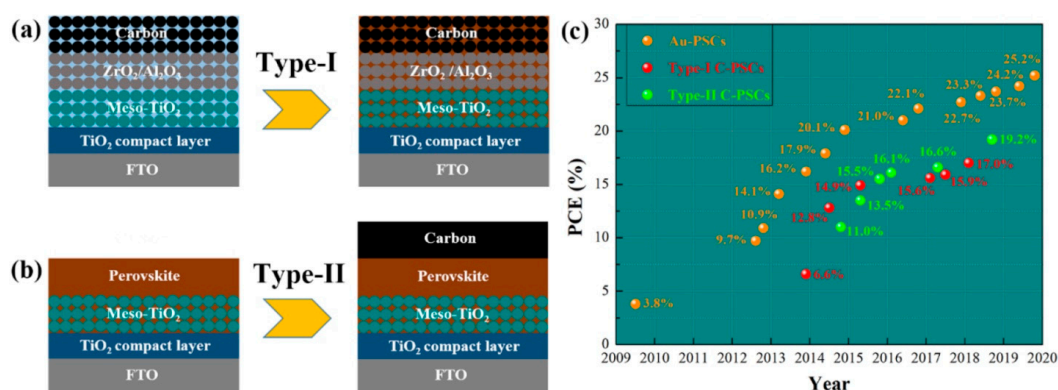 (a)
Carbon
ZrO2/Al2O3
Meso-TiO2
TiO2 compact layer
FTO
Type-I
Carbon
ZrO2 /Al2O3
Meso-TiO2
TiO2 compact layer
FTO
(b)
Perovskite
Meso-TiO2
TiO2 compact layer
FTO
Type-II
Carbon
Perovskite
Meso-TiO2
TiO2 compact layer
FTO
(c)
PCE (%)
30
25
20
15
10
5
0
Au-PSCs
Type-I C-PSCs
Type-II C-PSCs
3.8%
9.7%
10.9%
14.1%
16.2%
17.9%
20.1%
21.0%
22.1%
22.7%
23.3%
23.7%
24.2%
25.2%
6.6%
12.8%
14.9%
15.6%
15.9%
17.0%
11.0%
13.5%
15.5%
16.1%
16.6%
19.2%
2009 2010 2012 2013 2014 2015 2016 2017 2018 2019 2020
Year